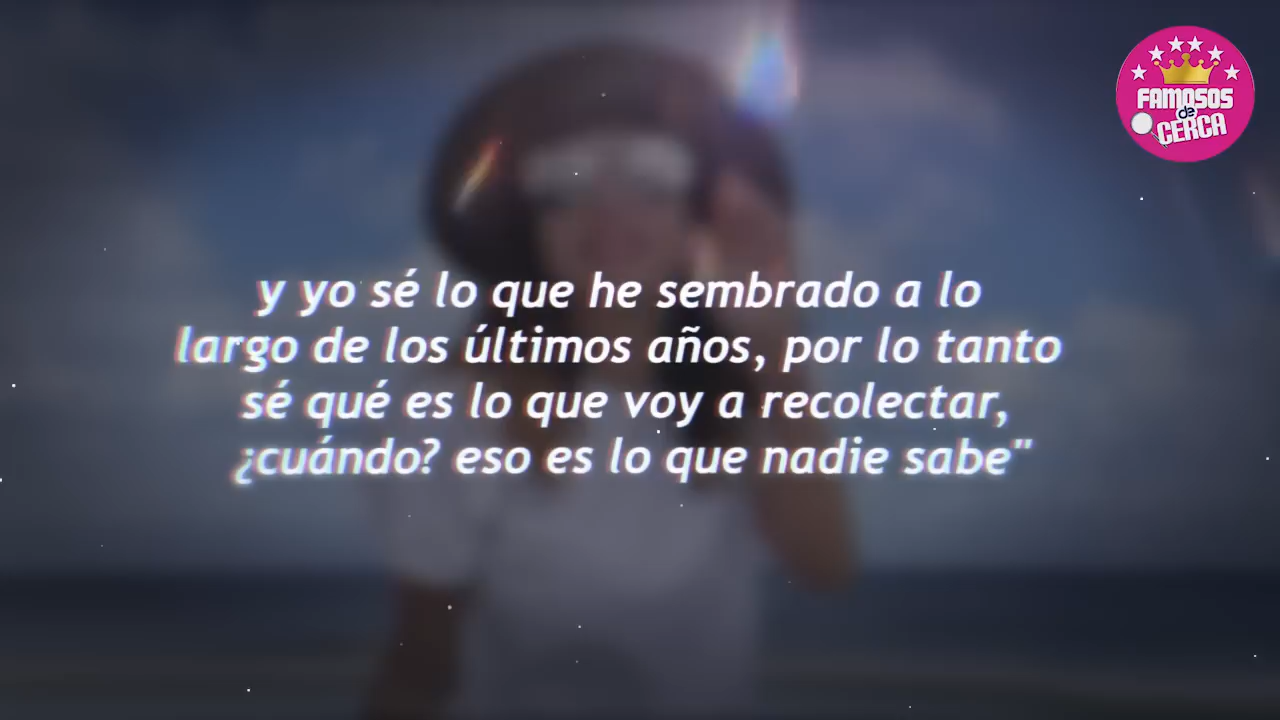 FAMOSOS
de
CERCA
y yo sé lo que he sembrado a lo
largo de los últimos años, por lo tanto
sé qué es lo que voy a recolectar,
¿cuándo? eso es lo que nadie sabe"